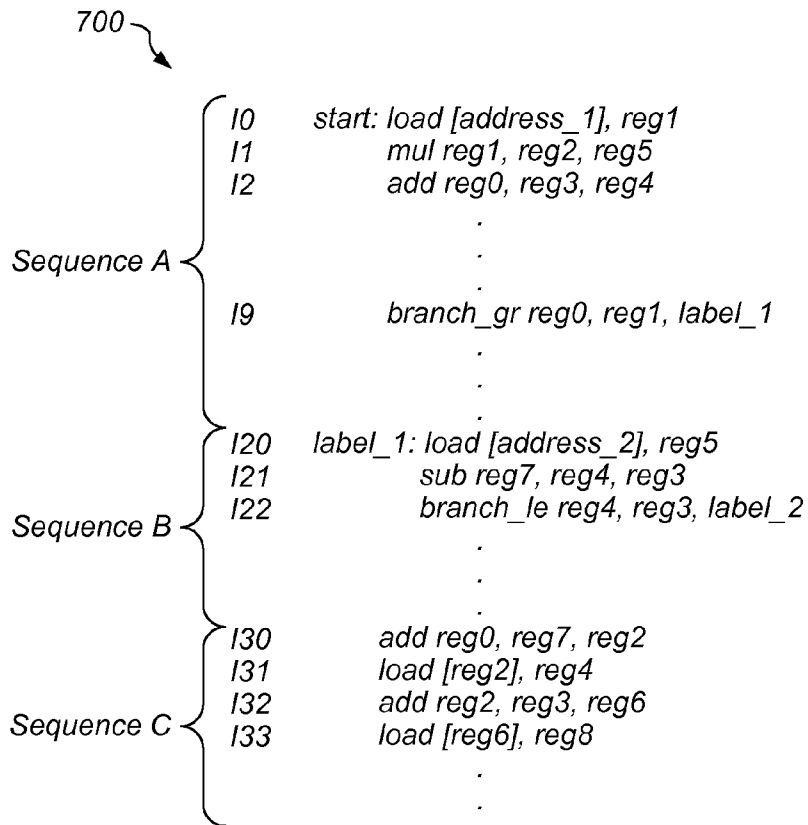 700
I0 start: load [address_1], reg1
I1 mul reg1, reg2, reg5
I2 add reg0, reg3, reg4
.
.
Sequence A
.
I9 branch_gr reg0, reg1, label_1
.
.
.
I20 label_1: load [address_2], reg5
I21 sub reg7, reg4, reg3
I22 branch_le reg4, reg3, label_2
Sequence B
.
.
.
I30 add reg0, reg7, reg2
I31 load [reg2], reg4
I32 add reg2, reg3, reg6
Sequence C
I33 load [reg6], reg8
.
.